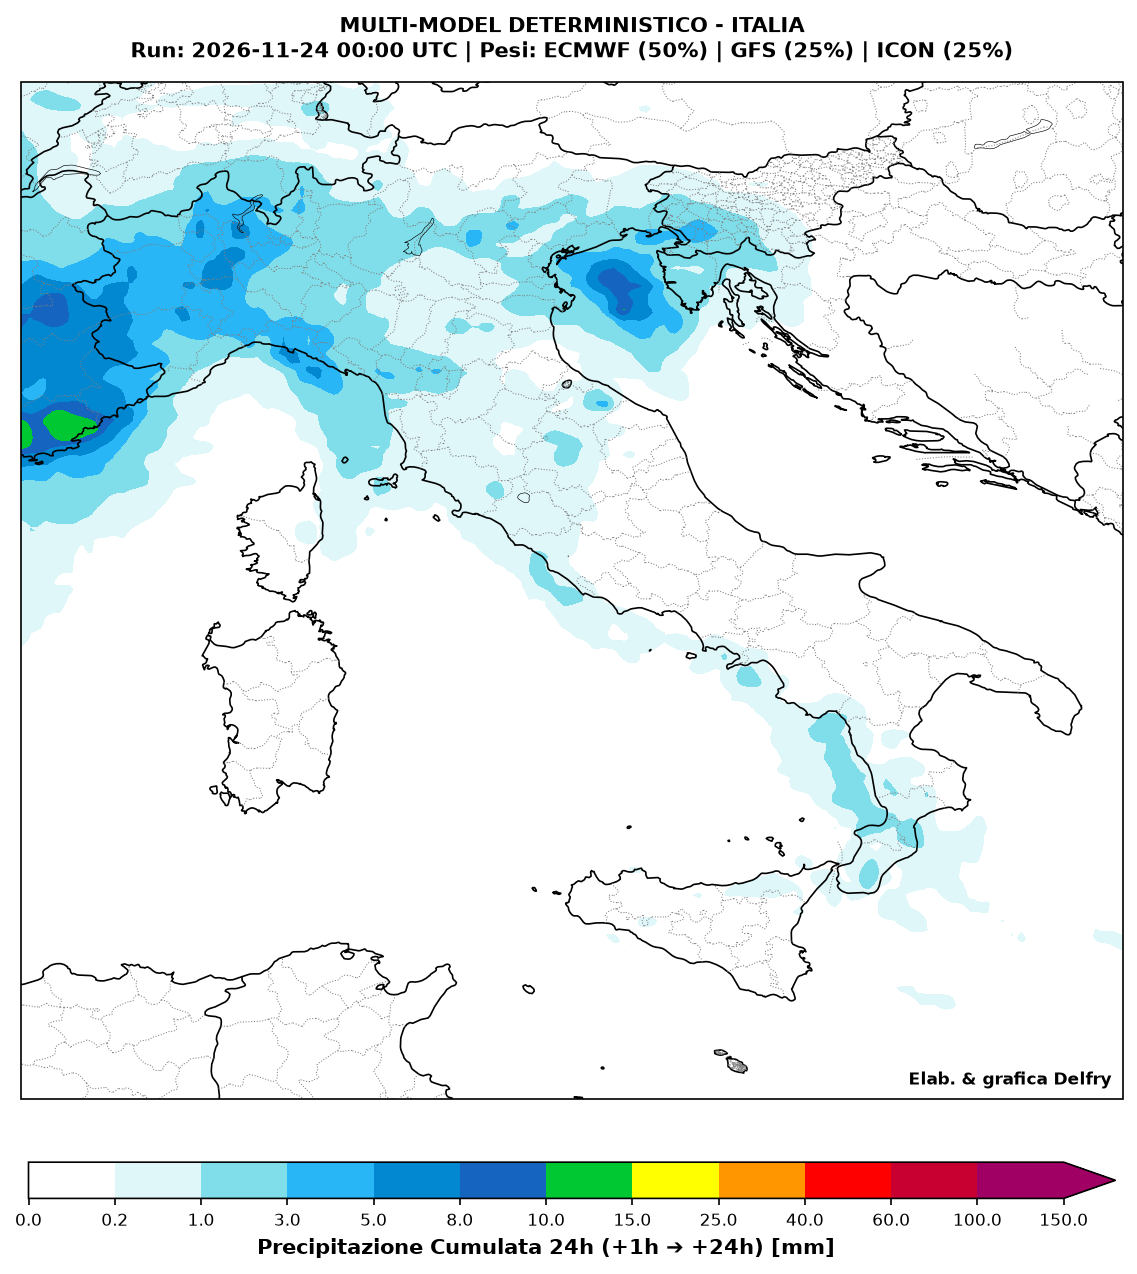 MULTI-MODEL DETERMINISTICO - ITALIA
Run: 2026-11-24 00:00 UTC | Pesi: ECMWF (50%) | GFS (25%) | ICON (25%)
Elab. & grafica Delfry
0.0 0.2 1.0 3.0 5.0 8.0 10.0 15.0 25.0 40.0 60.0 100.0 150.0
Precipitazione Cumulata 24h (+1h → +24h) [mm]